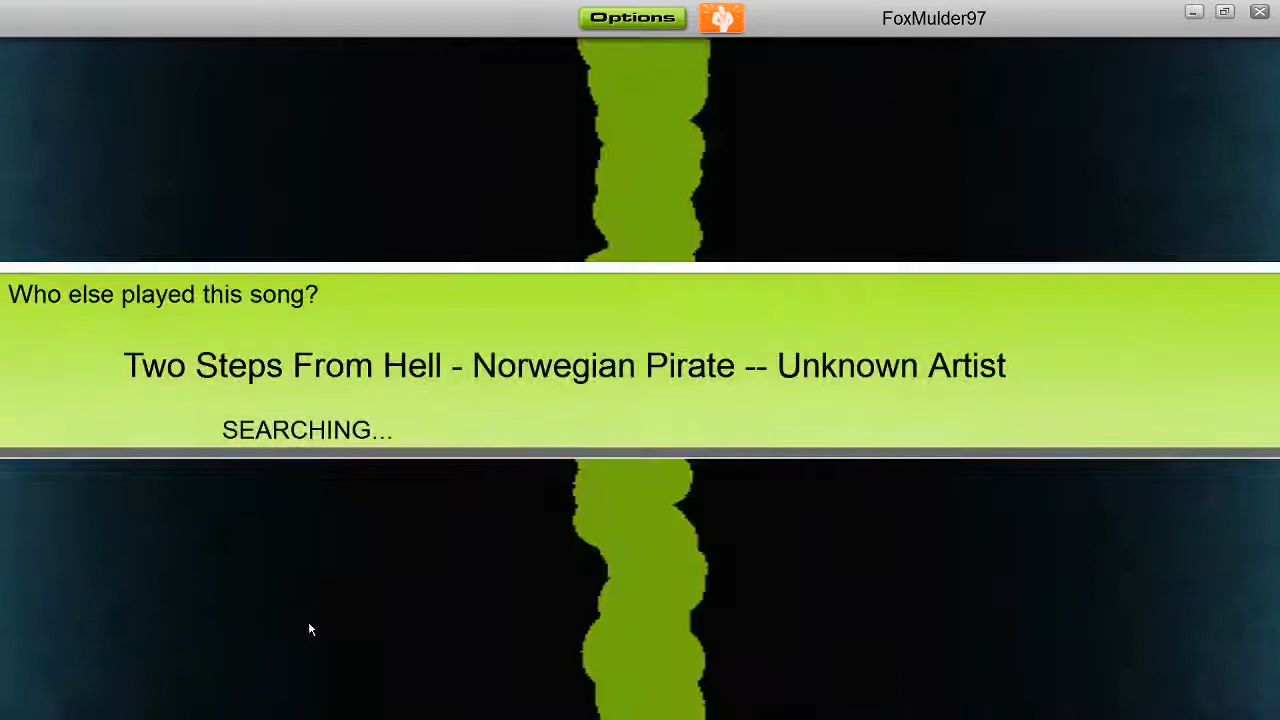 Options
FoxMulder97
Who else played this song?
Two Steps From Hell - Norwegian Pirate -- Unknown Artist
SEARCHING...